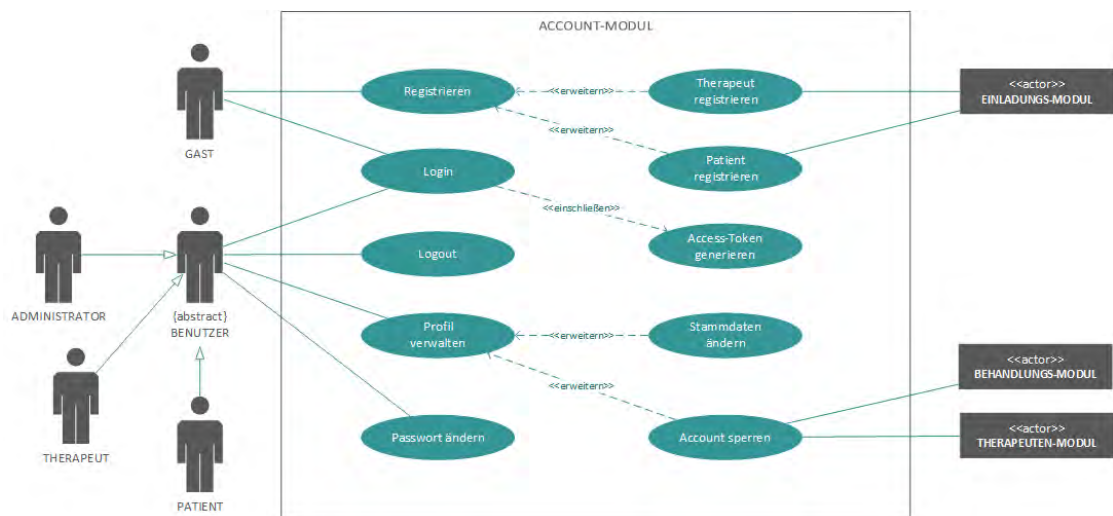 ACCOUNT-MODUL
GAST
Registrieren
<<erweitern>>
Therapeut
registrieren
<<actor>>
EINLADUNGS-MODUL
<<erweitern>>
Login
Patient
registrieren
<<einschließen>>
ADMINISTRATOR
(abstract)
BENUTZER
Logout
Access-Token
generieren
THERAPEUT
Profil
verwalten
<<erweitern>>
Stammdaten
ändern
<<erweitern>>
<<actor>>
BEHANDLUNGS-MODUL
PATIENT
Passwort ändern
Account sperren
<<actor>>
THERAPEUTEN-MODUL